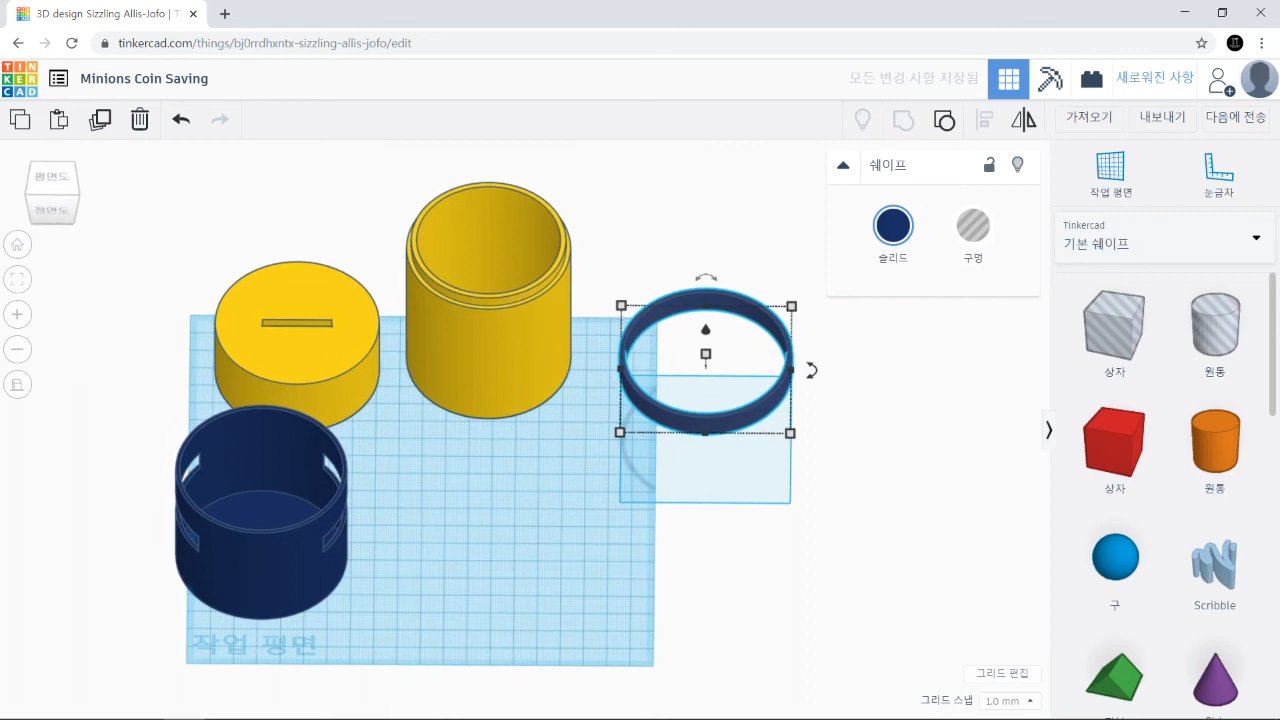 3D design Sizzling Allis-Jofo | T
tinkercad.com/things/bj0rrdhxntx-sizzling-allis-jofo/edit
TIN
KER
CAD
Minions Coin Saving
모든 변경 사항 저장됨
새로워진 사항
가져오기
내보내기
다음에 전송
평면도
평면도
쉐이프
솔리드
구멍
작업 평면
눈금자
Tinkercad
기본 쉐이프
상자
원통
상자
원통
구
Scribble
작업 평면
그리드 편집
그리드 스냅
1.0 mm